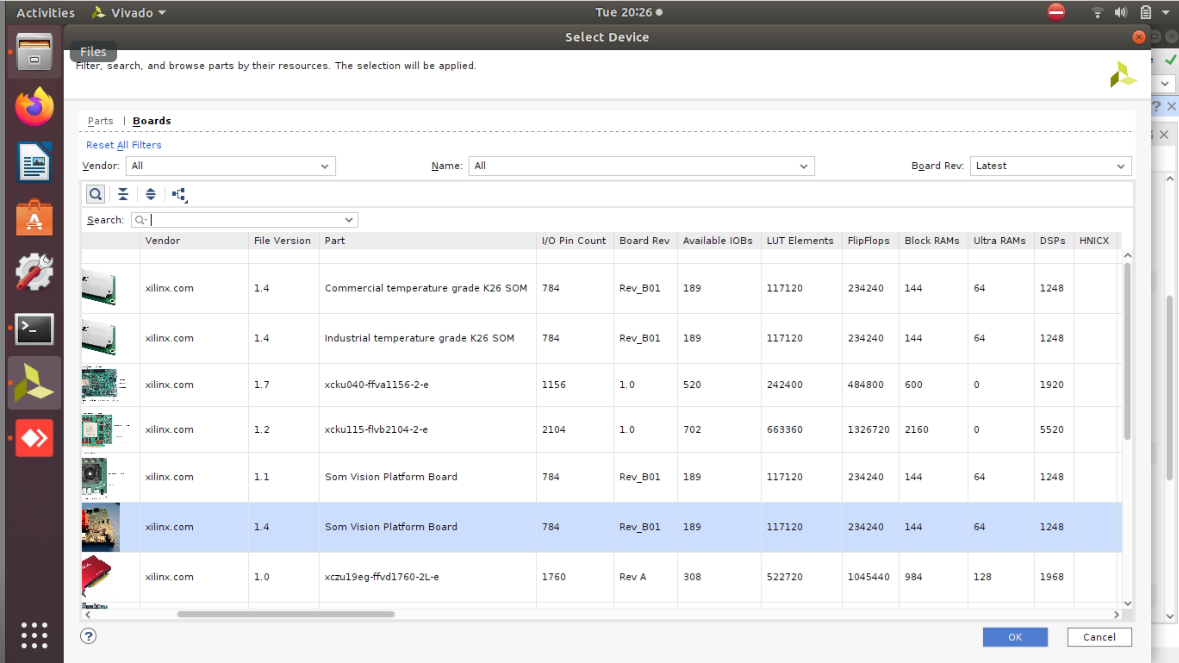 Activities Vivado Tue 20:26
Select Device
Files
Filter, search, and browse parts by their resources. The selection will be applied.
Parts | Boards
Reset All Filters
Vendor: All Name: All Board Rev: Latest
Search:
Vendor File Version Part I/O Pin Count Board Rev Available IOBs LUT Elements FlipFlops Block RAMs Ultra RAMs DSPs HNICX
xilinx.com 1.4 Commercial temperature grade K26 SOM 784 Rev_B01 189 117120 234240 144 64 1248
xilinx.com 1.4 Industrial temperature grade K26 SOM 784 Rev_B01 189 117120 234240 144 64 1248
xilinx.com 1.7 xcku040-ffva1156-2-e 1156 1.0 520 242400 484800 600 0 1920
xilinx.com 1.2 xcku115-flvb2104-2-e 2104 1.0 702 663360 1326720 2160 0 5520
xilinx.com 1.1 Som Vision Platform Board 784 Rev_B01 189 117120 234240 144 64 1248
xilinx.com 1.4 Som Vision Platform Board 784 Rev_B01 189 117120 234240 144 64 1248
xilinx.com 1.0 xczu19eg-ffvd1760-2L-e 1760 Rev A 308 522720 1045440 984 128 1968
? OK Cancel